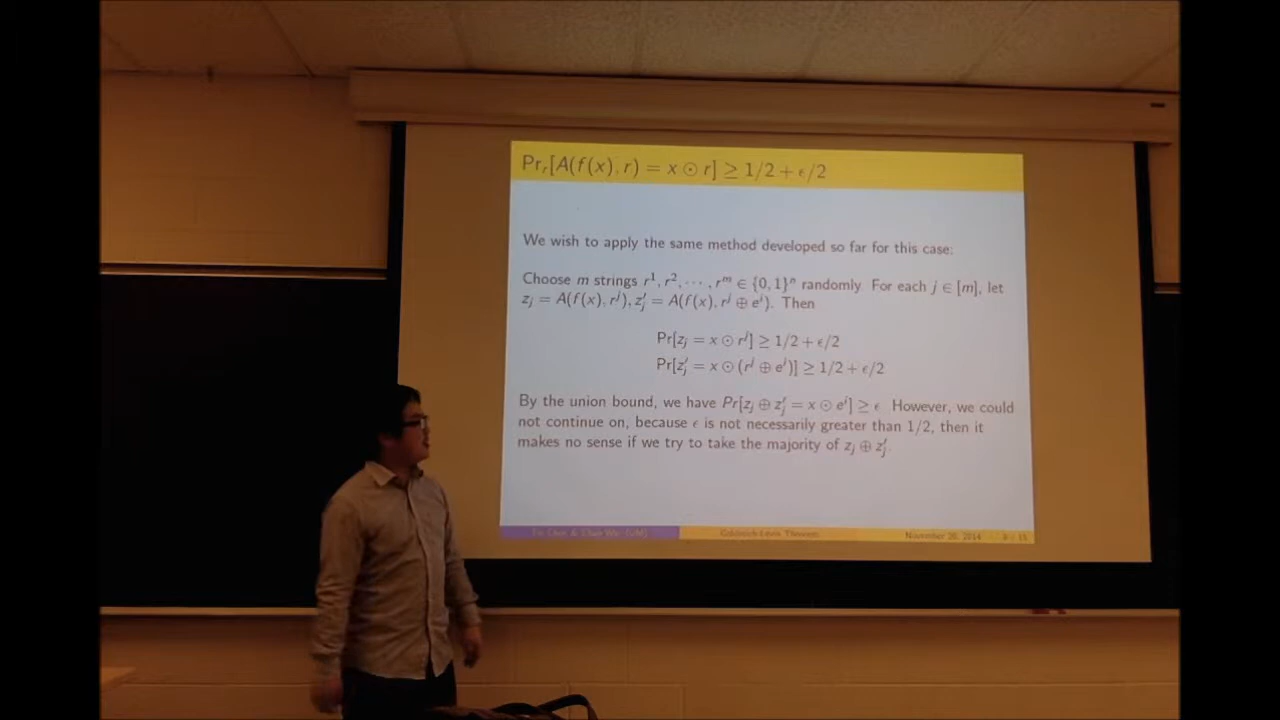 Pr_r[A(f(x), r) = x ⊙ r] ≥ 1/2 + ϵ/2
We wish to apply the same method developed so far for this case:
Choose m strings r^1, r^2, ⋯, r^m ∈ {0, 1}^n randomly. For each j ∈ [m], let
z_j = A(f(x), r^j), z'_j = A(f(x), r^j ⊕ e^i). Then
Pr[z_j = x ⊙ r^j] ≥ 1/2 + ϵ/2
Pr[z'_j = x ⊙ (r^j ⊕ e^i)] ≥ 1/2 + ϵ/2
By the union bound, we have Pr[z_j ⊕ z'_j = x ⊙ e^i] ≥ ϵ. However, we could
not continue on, because ϵ is not necessarily greater than 1/2, then it
makes no sense if we try to take the majority of z_j ⊕ z'_j.
Goldreich-Levin Theorem November 2014